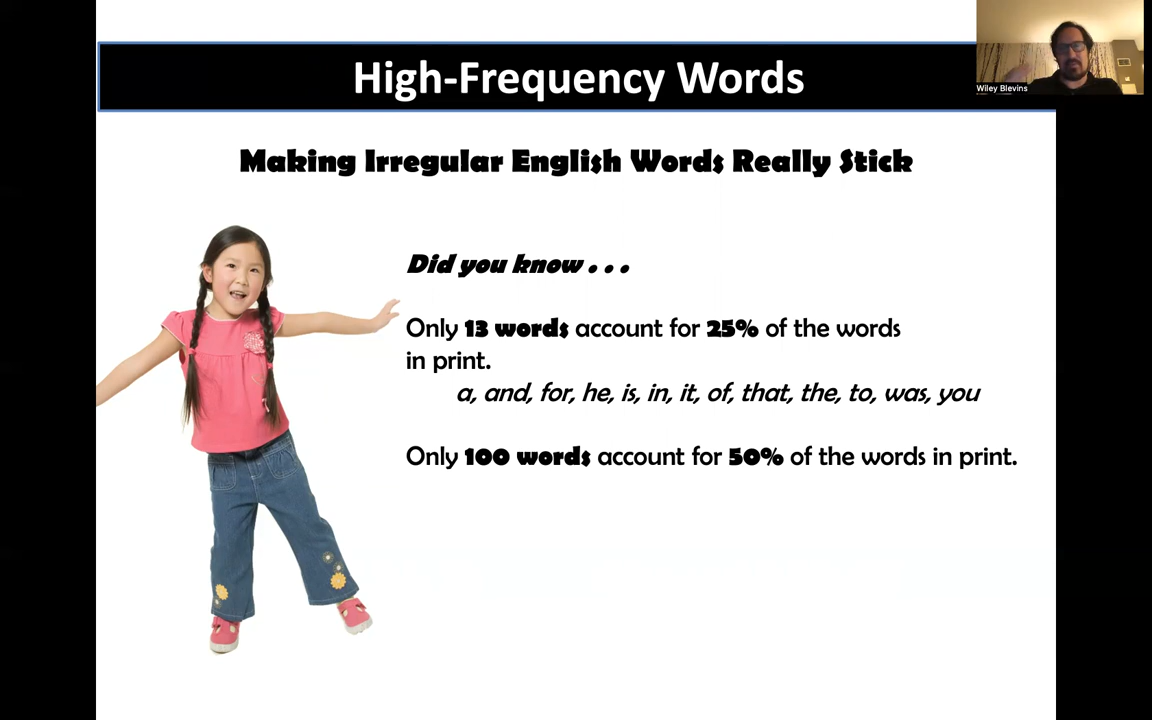 High-Frequency Words
Wiley Blevins
Making Irregular English Words Really Stick
Did you know . . .
Only 13 words account for 25% of the words
in print.
a, and, for, he, is, in, it, of, that, the, to, was, you
Only 100 words account for 50% of the words in print.